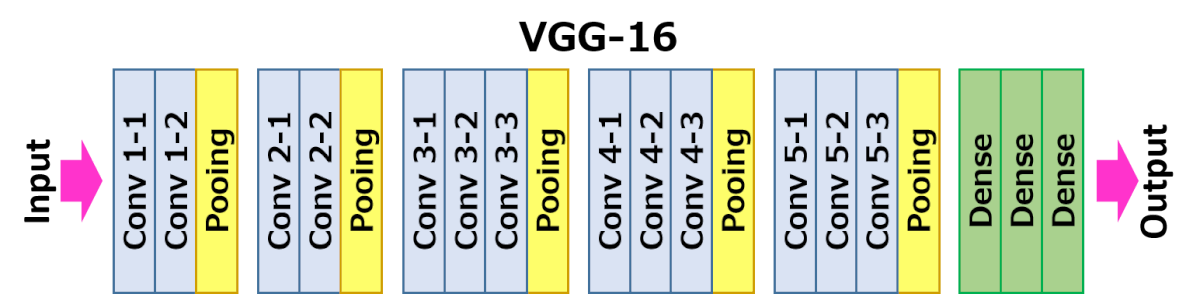 VGG-16
Input
Conv 1-1
Conv 1-2
Pooing
Conv 2-1
Conv 2-2
Pooing
Conv 3-1
Conv 3-2
Conv 3-3
Pooing
Conv 4-1
Conv 4-2
Conv 4-3
Pooing
Conv 5-1
Conv 5-2
Conv 5-3
Pooing
Dense
Dense
Dense
Output